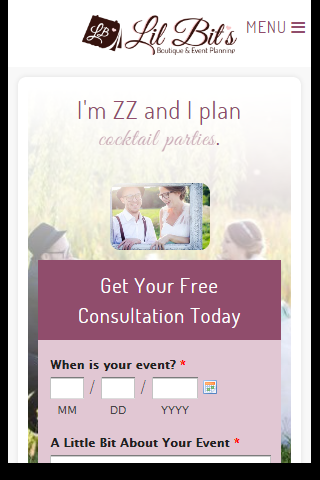 LB
Lil Bit's
Boutique & Event Planning
MENU
I'm ZZ and I plan
cocktail parties.
Get Your Free
Consultation Today
When is your event? *
/ /
MM DD YYYY
A Little Bit About Your Event *